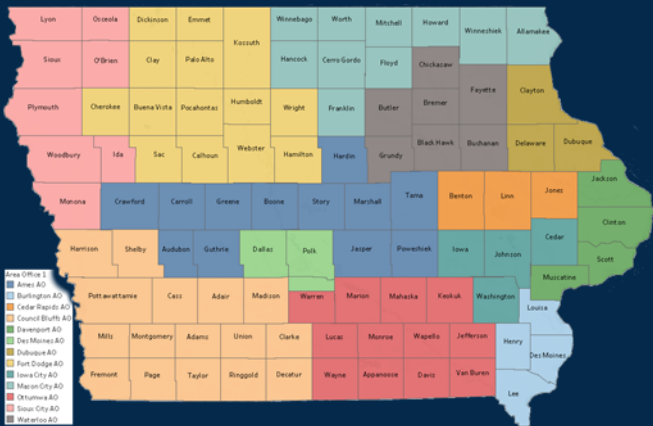 Lyon Osceola Dickinson Emmet Winnebago Worth Mitchell Howard Winneshiek Allamakee
Kossuth
Sioux O'Brien Clay Palo Alto Hancock Cerro Gordo Floyd Chickasaw
Plymouth Cherokee Buena Vista Pocahontas Humboldt Wright Franklin Butler Bremer Fayette Clayton
Woodbury Ida Sac Calhoun Webster Hamilton Hardin Grundy Black Hawk Buchanan Delaware Dubuque
Monona Crawford Carroll Greene Boone Story Marshall Tama Benton Linn Jones Jackson
Clinton
Harrison Shelby Audubon Guthrie Dallas Polk Jasper Poweshiek Iowa Johnson Cedar Scott
Muscatine
Pottawattamie Cass Adair Madison Warren Marion Mahaska Keokuk Washington Louisa
Mills Montgomery Adams Union Clarke Lucas Monroe Wapello Jefferson Henry Des Moines
Fremont Page Taylor Ringgold Decatur Wayne Appanoose Davis Van Buren Lee
Area Office 1
Ames AO
Burlington AO
Cedar Rapids AO
Council Bluffs AO
Davenport AO
Des Moines AO
Dubuque AO
Fort Dodge AO
Iowa City AO
Mason City AO
Ottumwa AO
Sioux City AO
Waterloo AO